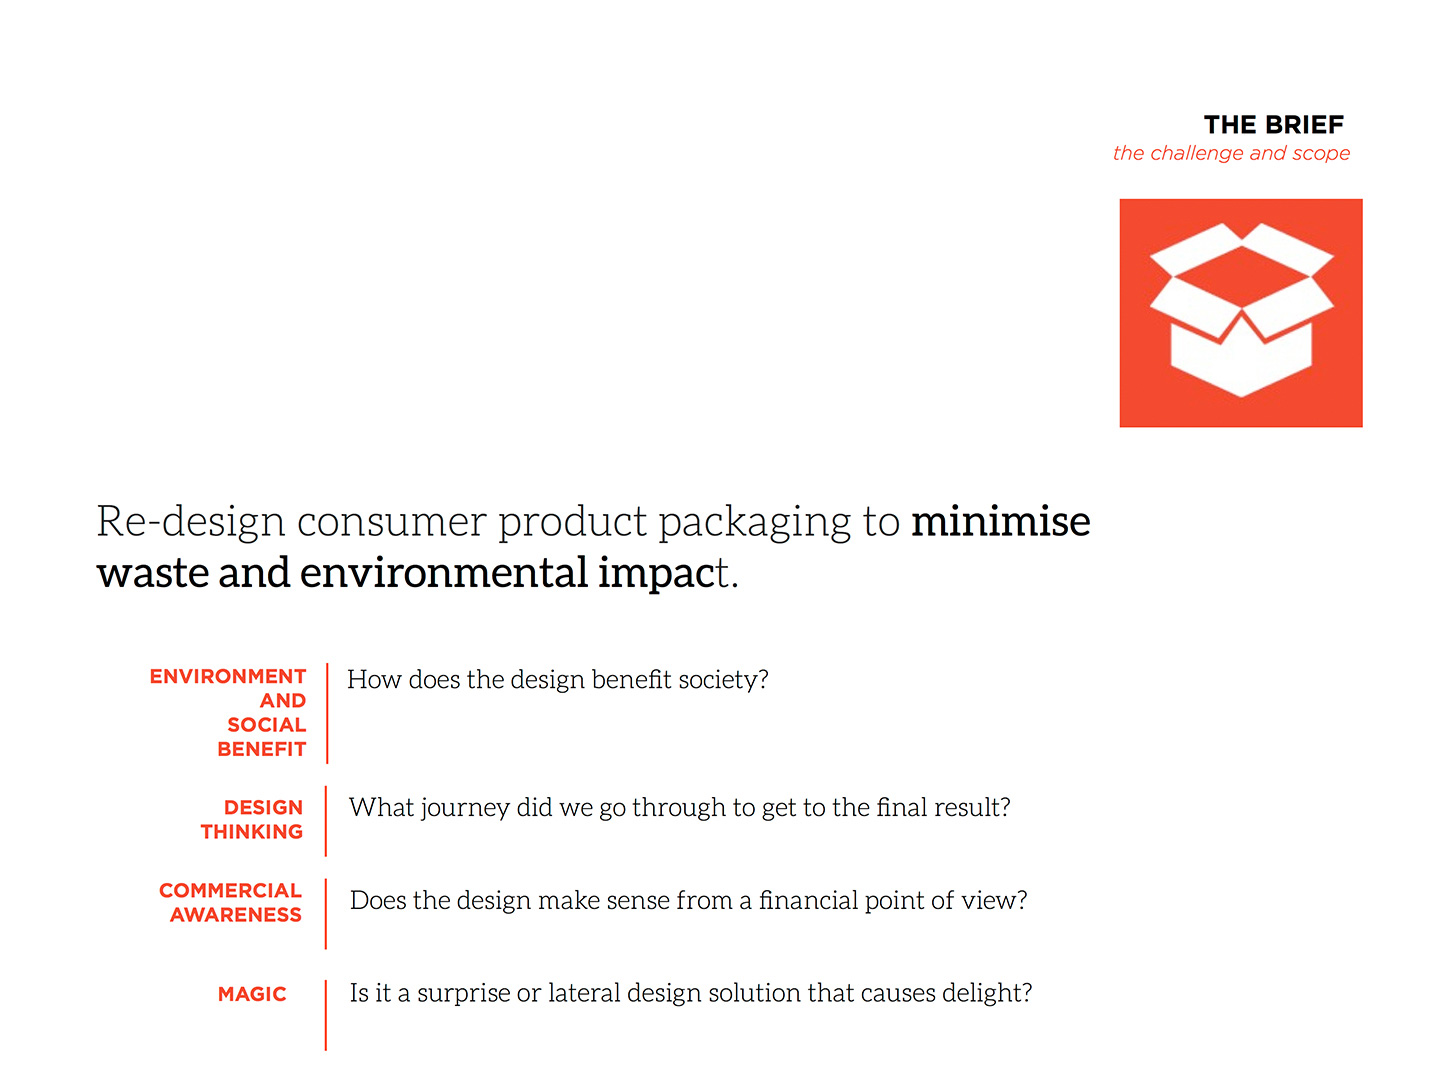 THE BRIEF
the challenge and scope
Re-design consumer product packaging to minimise
waste and environmental impact.
ENVIRONMENT
AND
SOCIAL
BENEFIT
How does the design benefit society?
DESIGN
THINKING
What journey did we go through to get to the final result?
COMMERCIAL
AWARENESS
Does the design make sense from a financial point of view?
MAGIC
Is it a surprise or lateral design solution that causes delight?